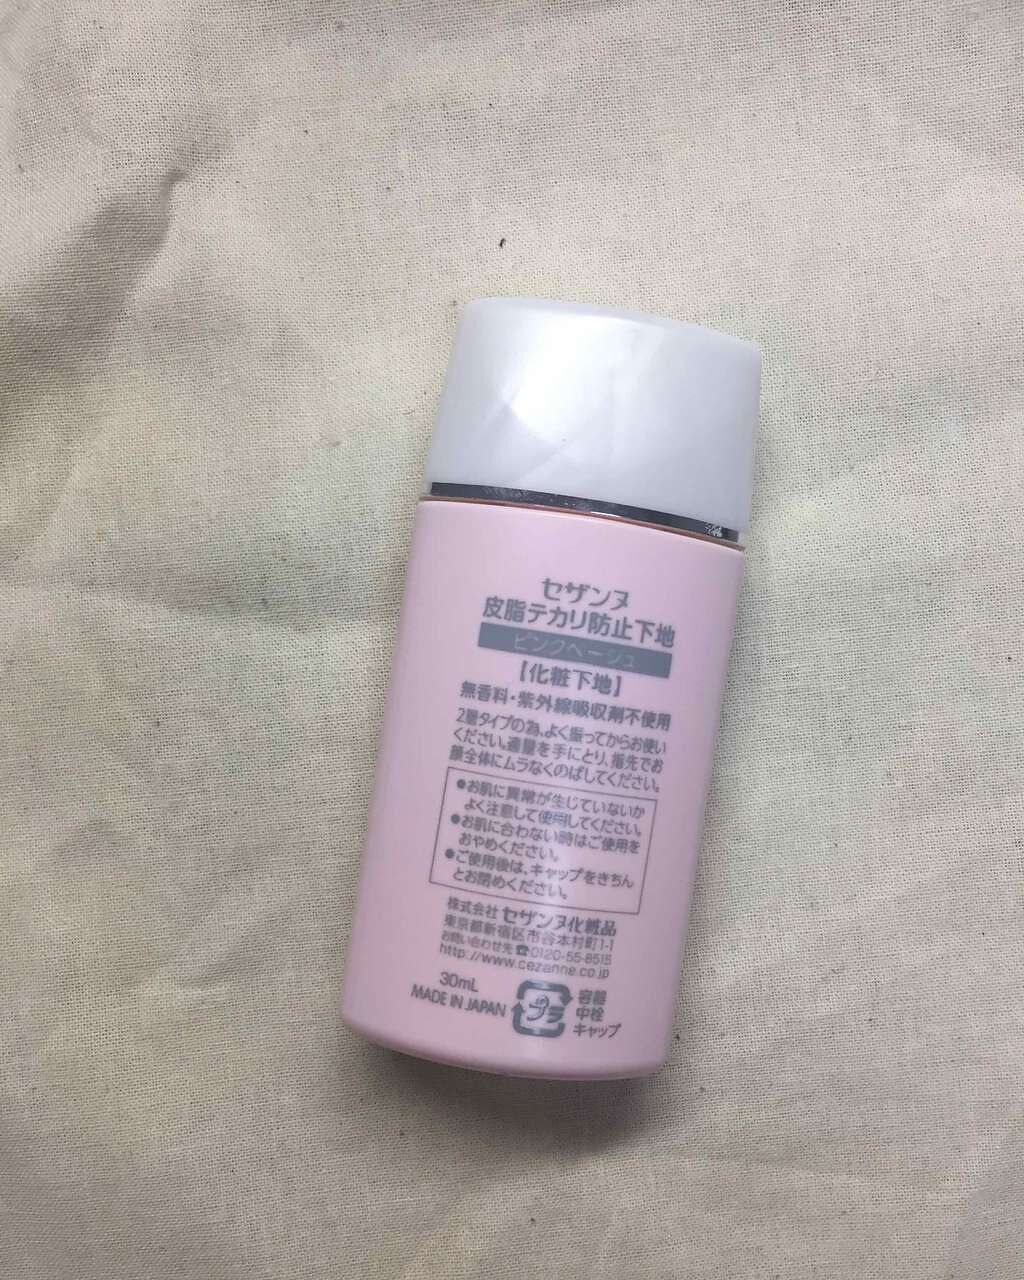 セザンヌ
皮脂テカリ防止下地
ピンクベージュ
【化粧下地】
無香料・紫外線吸収剤不使用
2層タイプの為、よく振ってからお使い
ください。適量を手にとり、指先でお
顔全体にムラなくのばしてください。
●お肌に異常が生じていないか
よく注意して使用してください。
●お肌に合わない時はご使用を
おやめください。
●ご使用後は、キャップをきちん
とお閉めください。
株式会社 セザンヌ化粧品
東京都新宿区市谷本村町1-1
お問い合わせ先☎0120-55-8515
http://www.cezanne.co.jp
30mL
MADE IN JAPAN
プラ
容器
中栓
キャップ